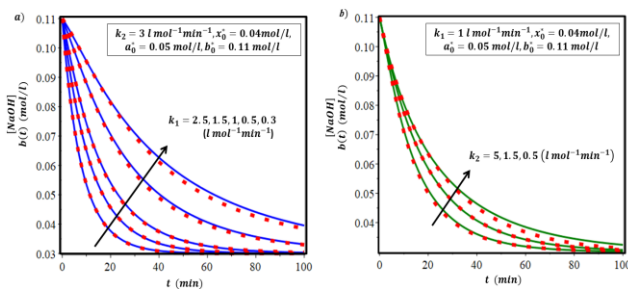 a)
k₂ = 3 l mol⁻¹min⁻¹, x₀* = 0.04mol/l,
a₀* = 0.05 mol/l, b₀* = 0.11 mol/l
k₁ = 2.5, 1.5, 1, 0.5, 0.3
(l mol⁻¹min⁻¹)
[NaOH]
b(t) (mol/l)
0.11
0.10
0.09
0.08
0.07
0.06
0.05
0.04
0.03
0
20
40
60
80
100
t (min)
b)
k₁ = 1 l mol⁻¹min⁻¹, x₀* = 0.04mol/l,
a₀* = 0.05 mol/l, b₀* = 0.11 mol/l
k₂ = 5, 1.5, 0.5 (l mol⁻¹min⁻¹)
[NaOH]
b(t) (mol/l)
0.11
0.10
0.09
0.08
0.07
0.06
0.05
0.04
0
20
40
60
80
100
t (min)